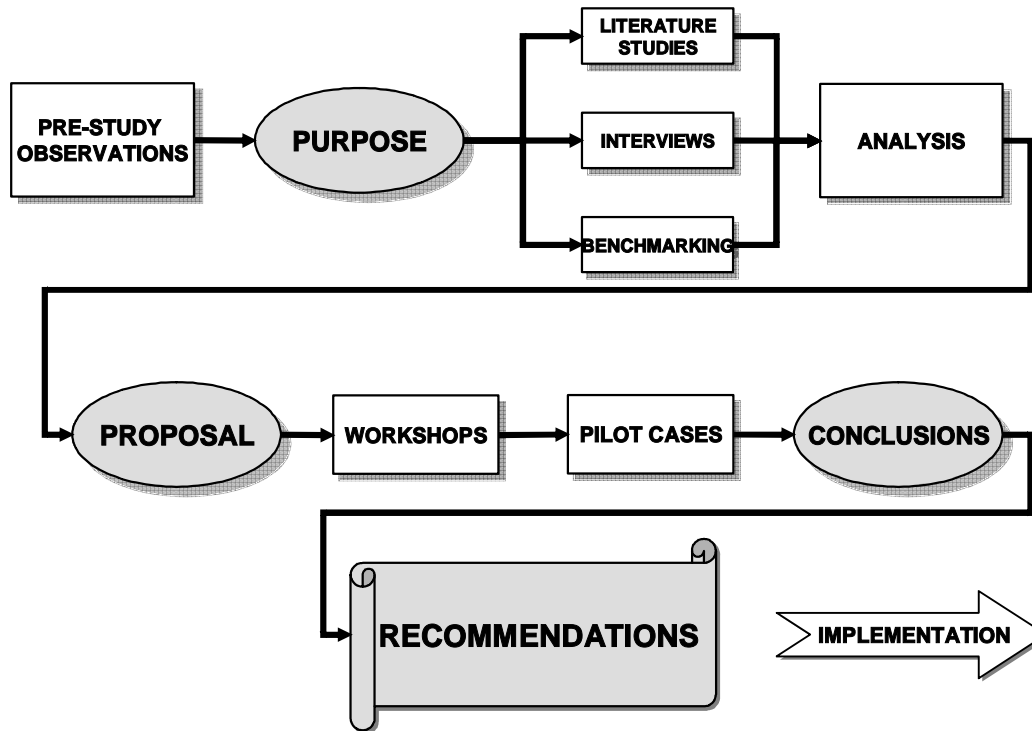 PRE-STUDY
OBSERVATIONS
PURPOSE
LITERATURE
STUDIES
INTERVIEWS
BENCHMARKING
ANALYSIS
PROPOSAL
WORKSHOPS
PILOT CASES
CONCLUSIONS
RECOMMENDATIONS
IMPLEMENTATION